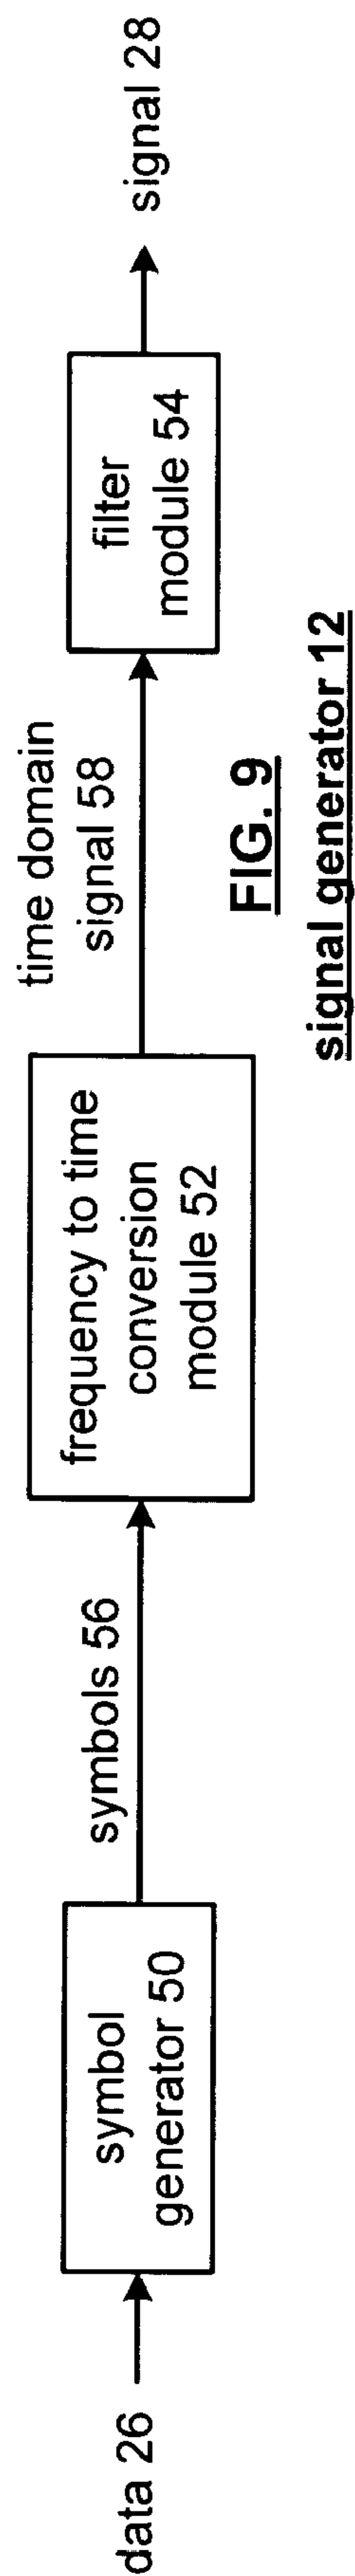 data 26
symbol
generator 50
symbols 56
frequency to time
conversion
module 52
time domain
signal 58
filter
module 54
signal 28
FIG. 9
signal generator 12